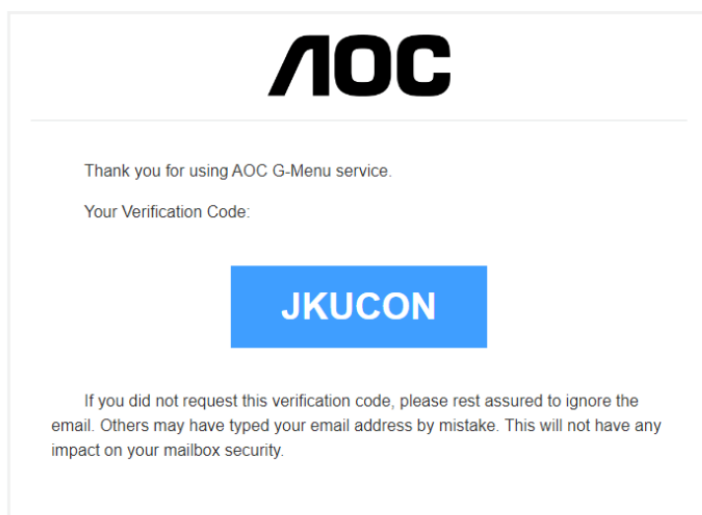 AOC
Thank you for using AOC G-Menu service.
Your Verification Code:
JKUCON
If you did not request this verification code, please rest assured to ignore the
email. Others may have typed your email address by mistake. This will not have any
impact on your mailbox security.